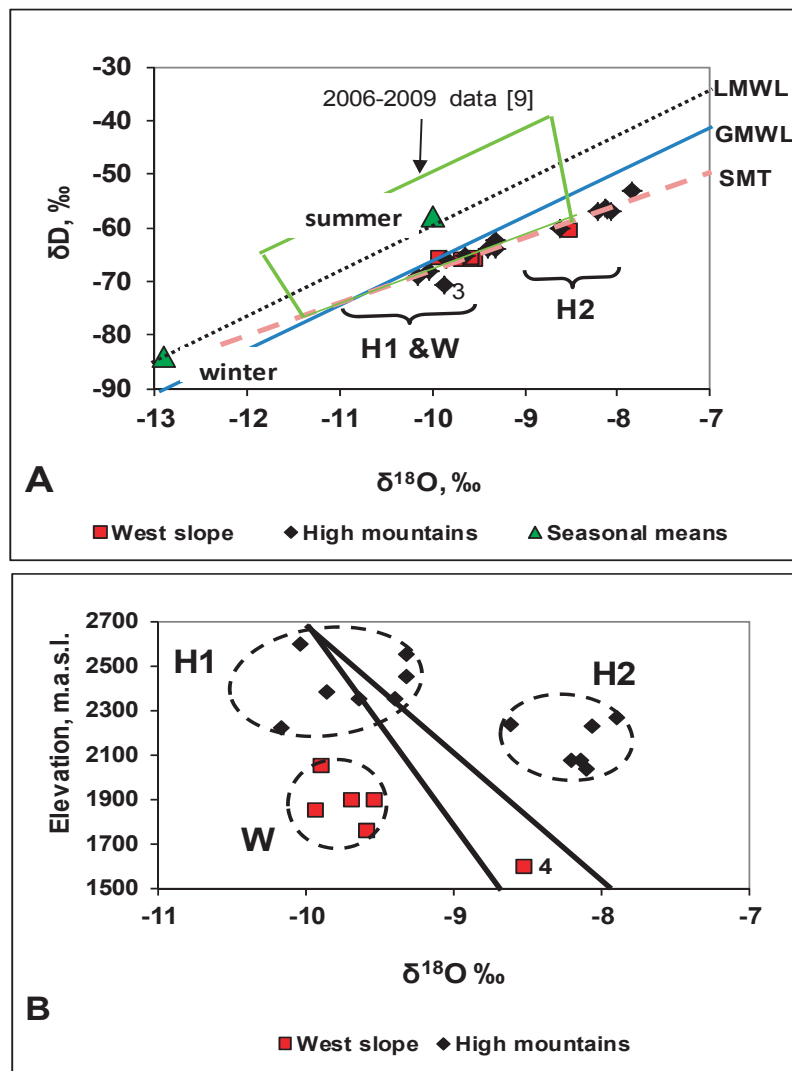 -30
-40
-50
-60
-70
-80
-90
δD, ‰
2006-2009 data [9]
LMWL
GMWL
SMT
summer
3
H2
H1 &W
winter
-13 -12 -11 -10 -9 -8 -7
A
δ18O, ‰
West slope High mountains Seasonal means
2700
2500
2300
2100
1900
1700
1500
Elevation, m.a.s.l.
H1
H2
W
4
-11 -10 -9 -8 -7
δ18O ‰
B
West slope High mountains